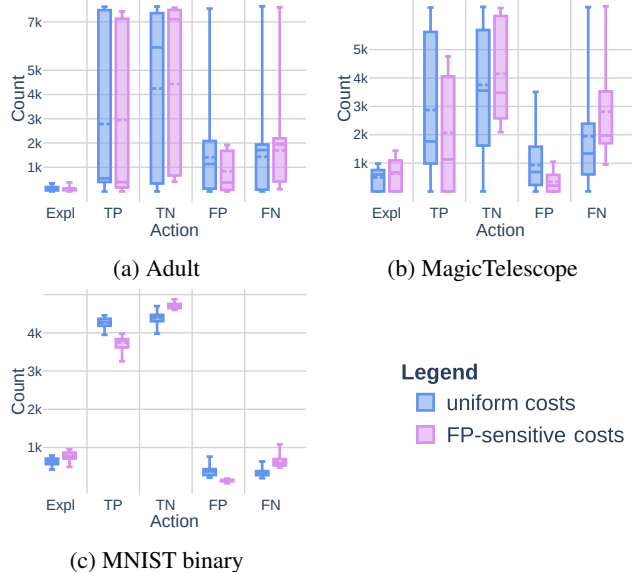 7k
5k
4k
3k
2k
1k
Count
Expl TP TN FP FN
Action
(a) Adult
5k
4k
3k
2k
1k
Count
Expl TP TN FP FN
Action
(b) MagicTelescope
4k
3k
2k
1k
Count
Expl TP TN FP FN
Action
(c) MNIST binary
Legend
uniform costs
FP-sensitive costs